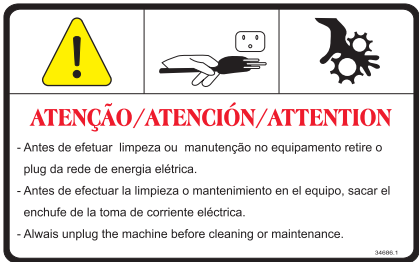 ATENÇÃO/ATENCIÓN/ATTENTION
- Antes de efetuar limpeza ou manutenção no equipamento retire o
plug da rede de energia elétrica.
- Antes de efectuar la limpieza o mantenimiento en el equipo, sacar el
enchufe de la toma de corriente eléctrica.
- Alwais unplug the machine before cleaning or maintenance.
34686.1